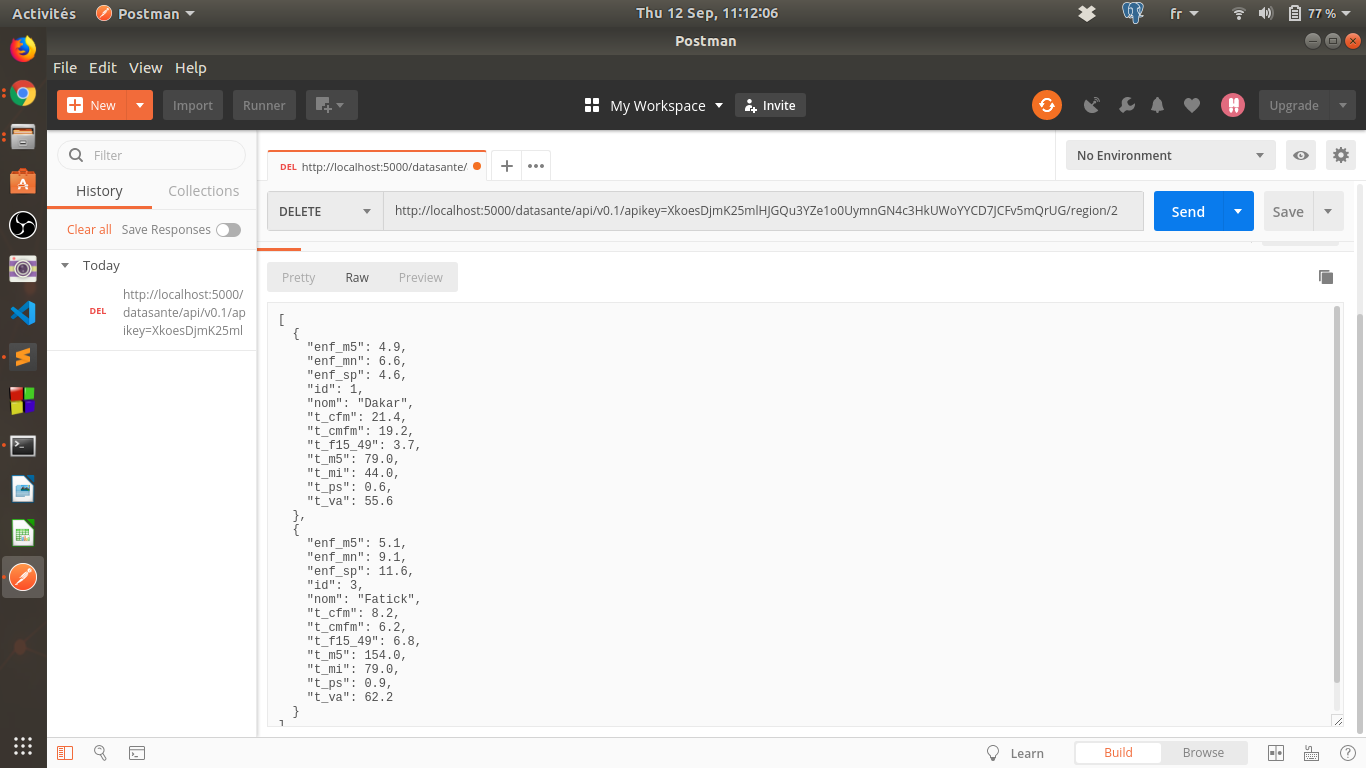 Activités
Postman
Thu 12 Sep, 11:12:06
fr
77 %
Postman
File Edit View Help
New
Import
Runner
My Workspace
Invite
Upgrade
Filter
History Collections
Clear all Save Responses
Today
DEL
http://localhost:5000/
datasante/api/v0.1/ap
ikey=XkoesDjmK25ml
DEL http://localhost:5000/datasante/
No Environment
DELETE
http://localhost:5000/datasante/api/v0.1/apikey=XkoesDjmK25mlHJGQu3YZe1o0UymnGN4c3HkUWoYYCD7JCFv5mQrUG/region/2
Send
Save
Pretty Raw Preview
[
{
"enf_m5": 4.9,
"enf_mn": 6.6,
"enf_sp": 4.6,
"id": 1,
"nom": "Dakar",
"t_cfm": 21.4,
"t_cmfm": 19.2,
"t_f15_49": 3.7,
"t_m5": 79.0,
"t_mi": 44.0,
"t_ps": 0.6,
"t_va": 55.6
},
{
"enf_m5": 5.1,
"enf_mn": 9.1,
"enf_sp": 11.6,
"id": 3,
"nom": "Fatick",
"t_cfm": 8.2,
"t_cmfm": 6.2,
"t_f15_49": 6.8,
"t_m5": 154.0,
"t_mi": 79.0,
"t_ps": 0.9,
"t_va": 62.2
}
]
Learn
Build Browse